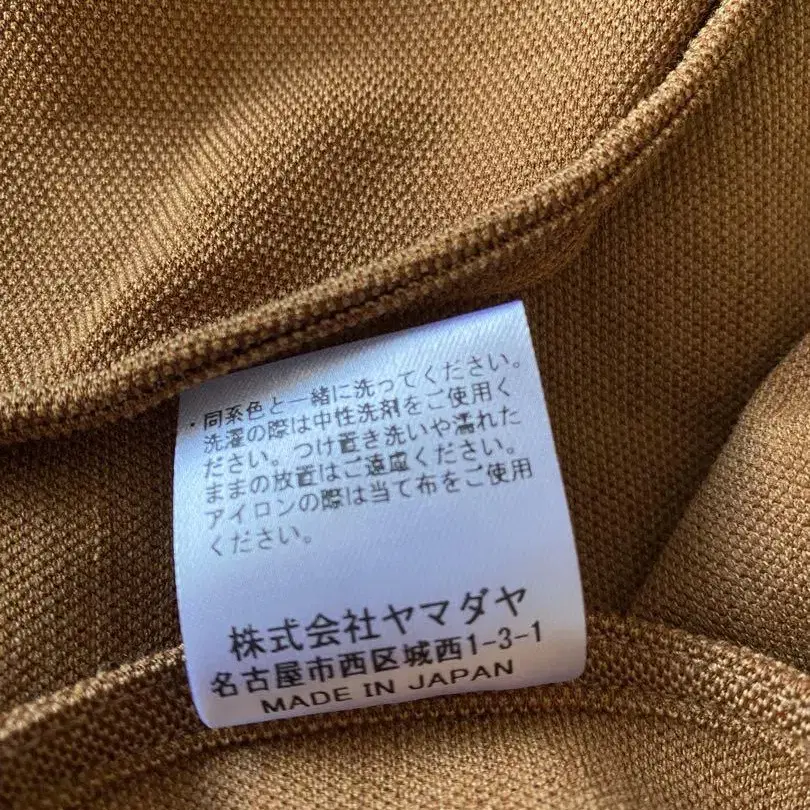 ・同系色と一緒に洗ってください。
洗濯の際は中性洗剤をご使用く
ださい。つけ置き洗いや濡れた
ままの放置はご遠慮ください。
アイロンの際は当て布をご使用
ください。
株式会社ヤマダヤ
名古屋市西区城西1-3-1
MADE IN JAPAN